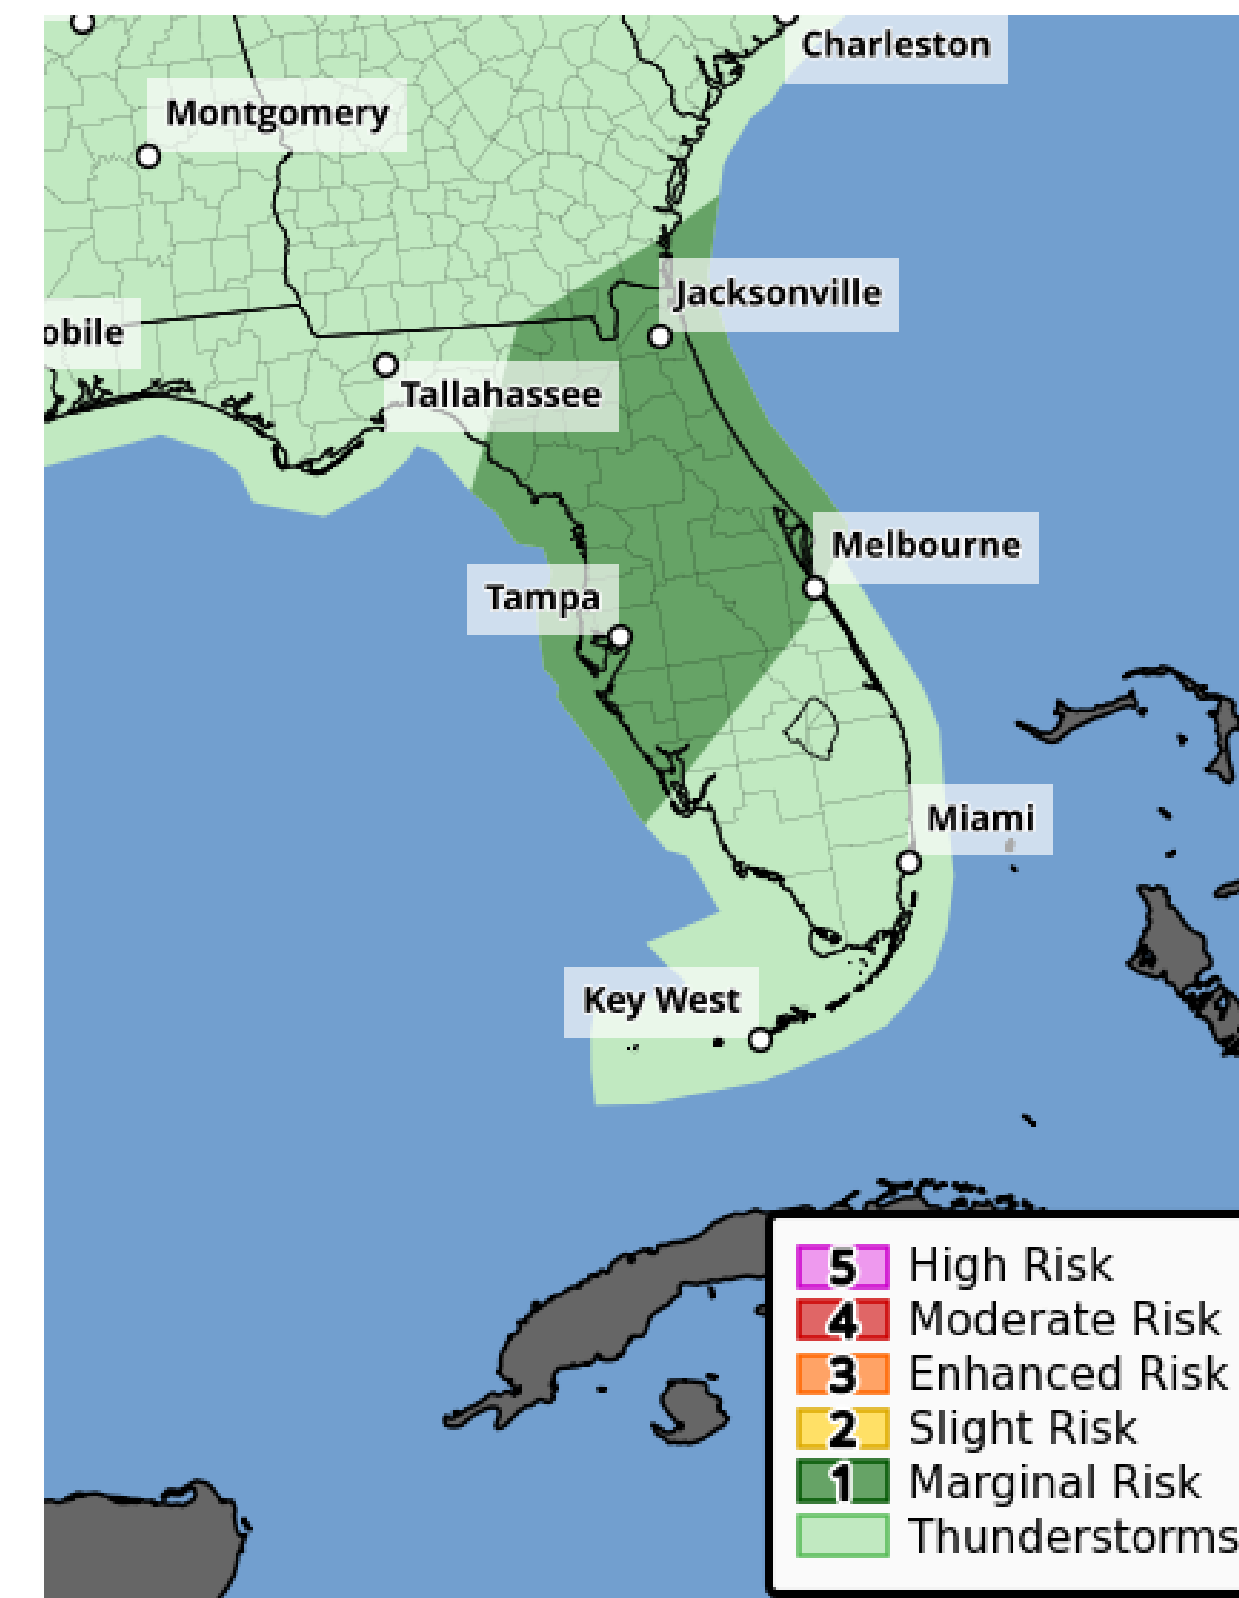 Charleston
Montgomery
Jacksonville
obile
Tallahassee
Melbourne
Tampa
Miami
Key West
5 High Risk
4 Moderate Risk
3 Enhanced Risk
2 Slight Risk
1 Marginal Risk
Thunderstorms